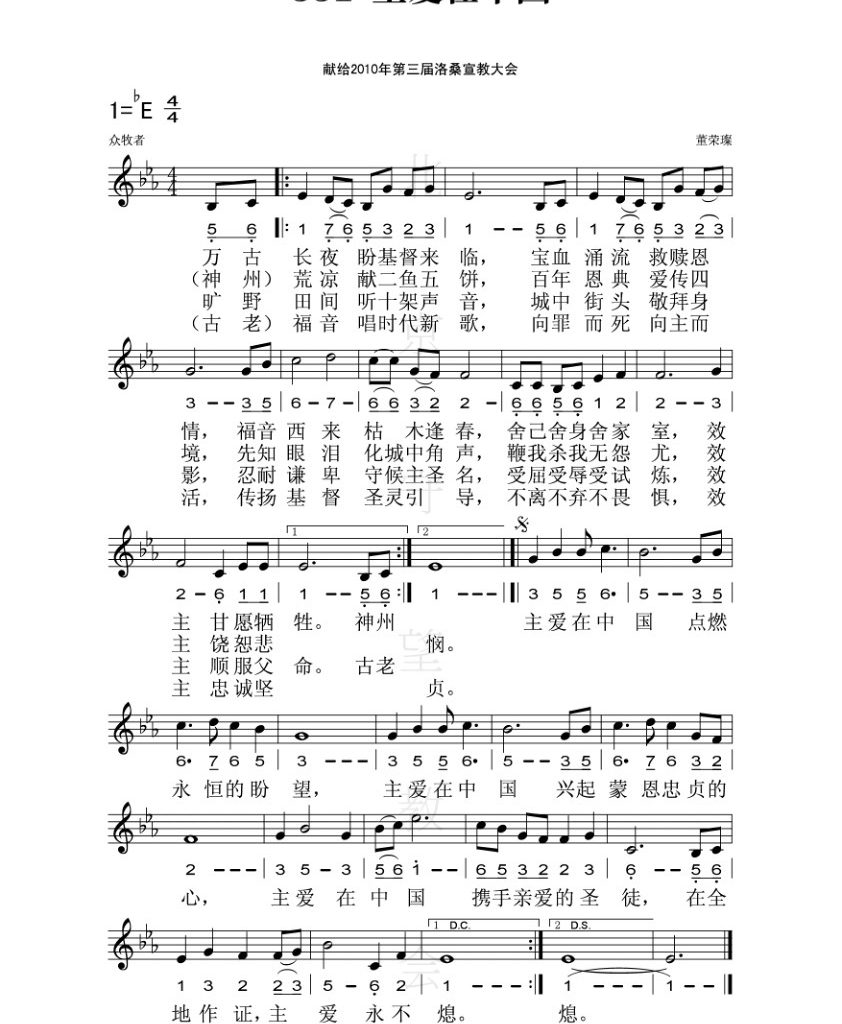 献给2010年第三届洛桑宣教大会
1=♭E 4/4
众牧者 董荣璨
5 6 ‖: 1 7 6 5 3 2 3 | 1 - - 5 6 | 1 7 6 5 3 2 3 |
万 古 长 夜 盼基督来 临， 宝血 涌流 救赎恩
（神 州）荒凉 献二鱼五 饼， 百年 恩典 爱传四
旷 野 田间 听十架声 音， 城中 街头 敬拜身
（古 老）福音 唱时代新 歌， 向罪 而死 向主而
3 - - 3 5 | 6 - 7 - | 6 6 3 2 2 - | 6 6 5 6 1 2 | 2 - - 3 |
情， 福音 西 来 枯 木逢 春， 舍己舍身舍家 室， 效
境， 先知 眼 泪 化城中角 声， 鞭我杀我无怨 尤， 效
影， 忍耐 谦 卑 守候主圣 名， 受屈受辱受试 炼， 效
活， 传扬 基 督 圣灵引 导， 不离不弃不畏 惧， 效
1 2
2 - 6 1 1 | 1 - - 5 6 :‖ 1 - - - ‖ 3 5 5 6· | 5 - - 3 5 |
主 甘愿牺 牲。 神州 主爱在中 国 点燃
主 饶恕悲 悯。
主 顺服父 命。 古老
主 忠诚坚 贞。
6· 7 6 5 | 3 - - - | 3 5 5 6· | 5 - - 3 5 | 6· 7 6 3 2 |
永 恒的盼 望， 主爱在中 国 兴起 蒙 恩忠贞的
2 - - - | 3 5 - 3 | 5 6 1 - - | 6 5 3 2 2 2 3 | 6 - - 5 6 |
心， 主爱 在 中 国 携手亲爱的圣 徒， 在全
1 D.C. 2 D.S.
1 3 2 2 3 | 5 - 6 2 | 1 - - - :‖ 1 - - - | 1 - - ‖
地作 证，主 爱 永不 熄。 熄。
望
教
会